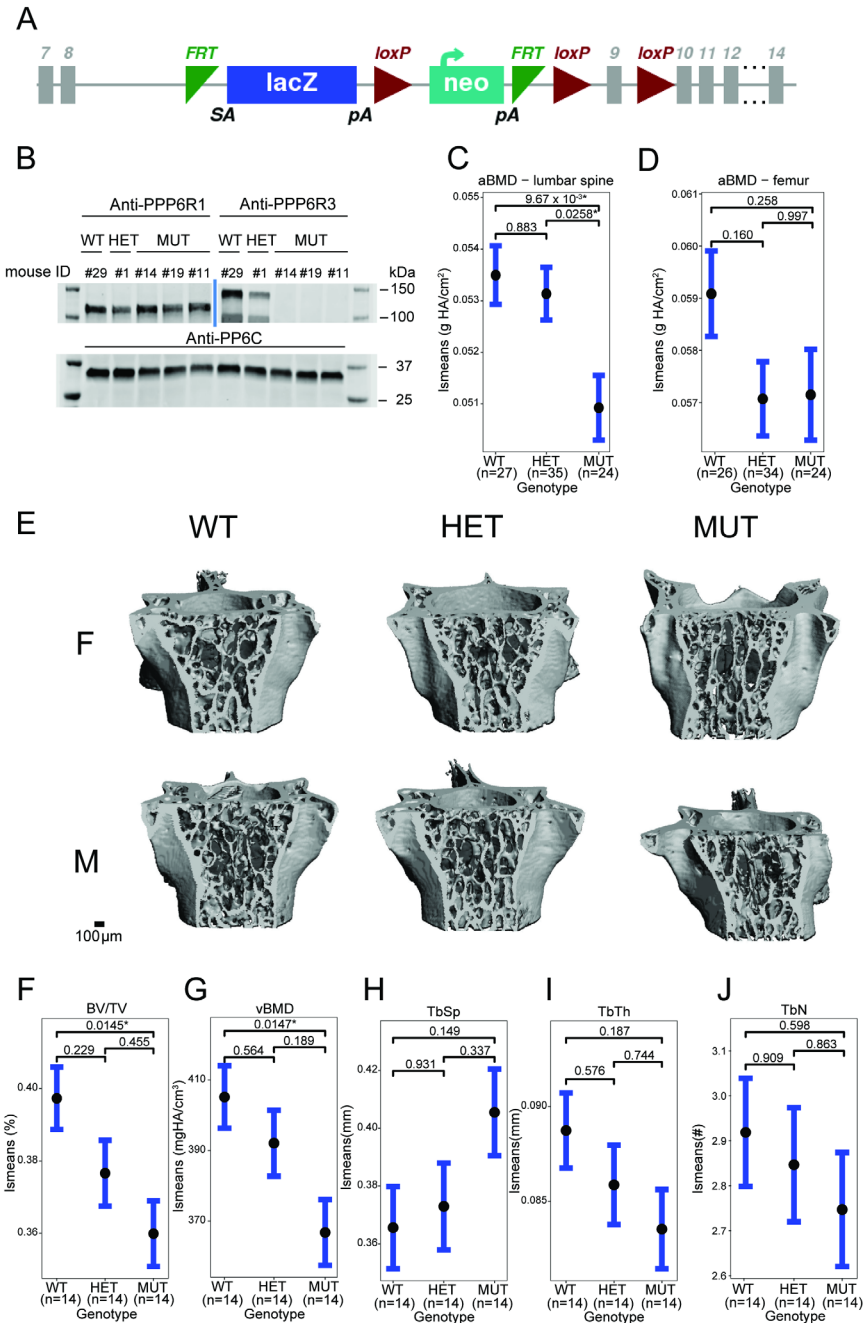 A
7 8 FRT loxP FRT loxP loxP 9 10 11 12 14
lacZ neo
SA pA pA
B
Anti-PPP6R1 Anti-PPP6R3
WT HET MUT WT HET MUT
mouse ID #29 #1 #14 #19 #11 #29 #1 #14 #19 #11 kDa
150
100
Anti-PP6C
37
25
C
aBMD – lumbar spine
9.67 x 10-3*
0.883 0.0258*
lsmeans (g HA/cm²)
0.055
0.054
0.053
0.052
0.051
WT HET MUT
(n=27) (n=35) (n=24)
Genotype
D
aBMD – femur
0.258
0.160 0.997
lsmeans (g HA/cm²)
0.061
0.060
0.059
0.058
0.057
WT HET MUT
(n=26) (n=34) (n=24)
Genotype
E
WT HET MUT
F
M
100µm
F
BV/TV
0.0145*
0.229 0.455
lsmeans (%)
0.40
0.38
0.36
WT HET MUT
(n=14) (n=14) (n=14)
Genotype
G
vBMD
0.0147*
0.564 0.189
lsmeans (mgHA/cm³)
410
390
370
WT HET MUT
(n=14) (n=14) (n=14)
Genotype
H
TbSp
0.149
0.931 0.337
lsmeans(mm)
0.42
0.40
0.38
0.36
WT HET MUT
(n=14) (n=14) (n=14)
Genotype
I
TbTh
0.187
0.576 0.744
lsmeans(mm)
0.090
0.085
WT HET MUT
(n=14) (n=14) (n=14)
Genotype
J
TbN
0.598
0.909 0.863
lsmeans(#)
3.1
3.0
2.9
2.8
2.7
2.6
WT HET MUT
(n=14) (n=14) (n=14)
Genotype